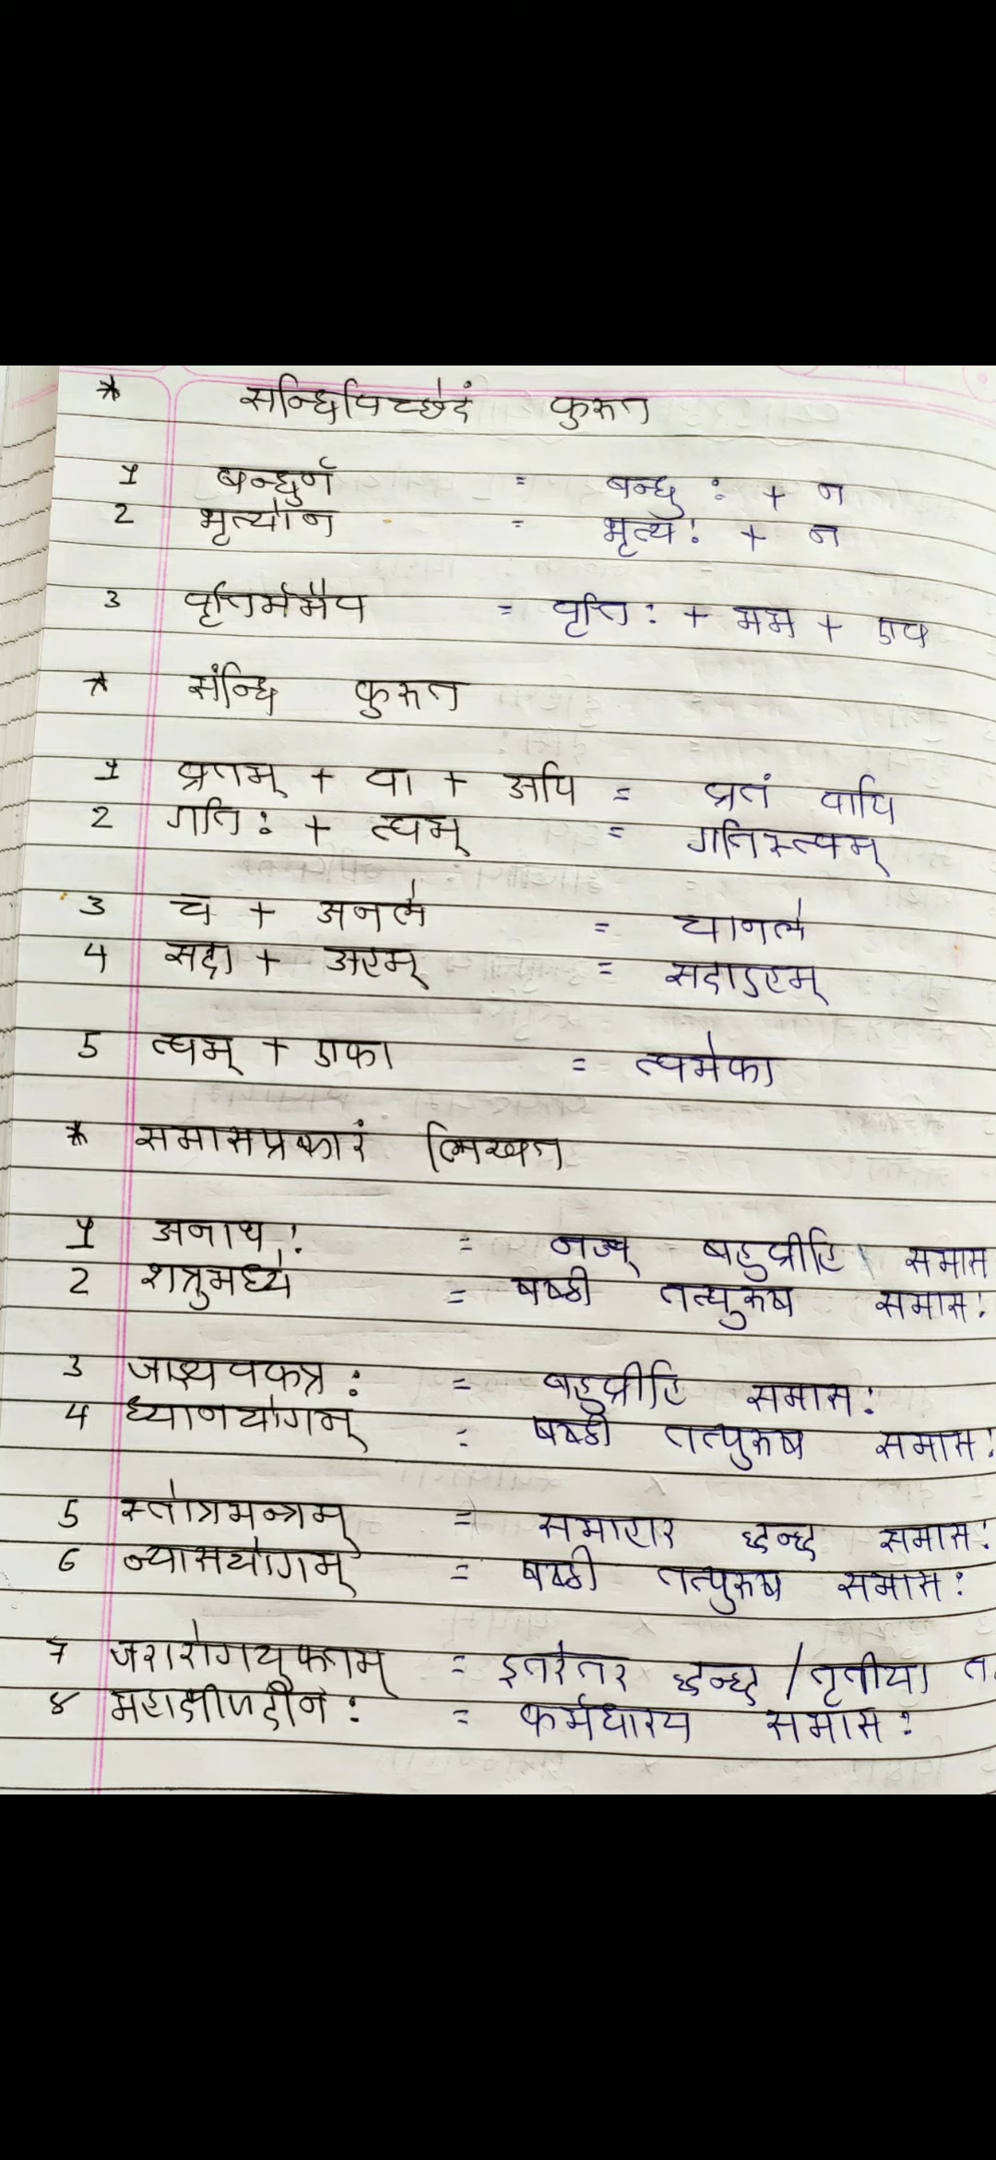 * सन्धिविच्छेदं कुरुत
1 बन्धुर्न = बन्धु : + न
2 भृत्योन = भृत्य: + न
3 वृत्तिर्ममैव = वृत्ति: + मम + एव
* संन्धि कुरुत
1 व्रतम् + वा + अपि = व्रतं वापि
2 गति: + त्वम् = गतिस्त्वम्
3 च + अनले = चानले
4 सदा + अहम् = सदाऽहम्
5 त्वम् + एका = त्वमेका
* समासप्रकारं लिखत
1 अनाथ: = नञ् बहुव्रीहि समास
2 शत्रुमध्ये = षष्ठी तत्पुरुष समास:
3 जाड्यवक्त्र: = बहुव्रीहि समास:
4 ध्यानयोगम् = षष्ठी तत्पुरुष समास:
5 स्तोत्रमन्त्रम् = समाहार द्वन्द्व समास:
6 न्यासयोगम् = षष्ठी तत्पुरुष समास:
7 जरारोगयुक्तम् = इतरेतर द्वन्द्व / तृतीया त.
8 महाक्षीणदीन: = कर्मधारय समास: